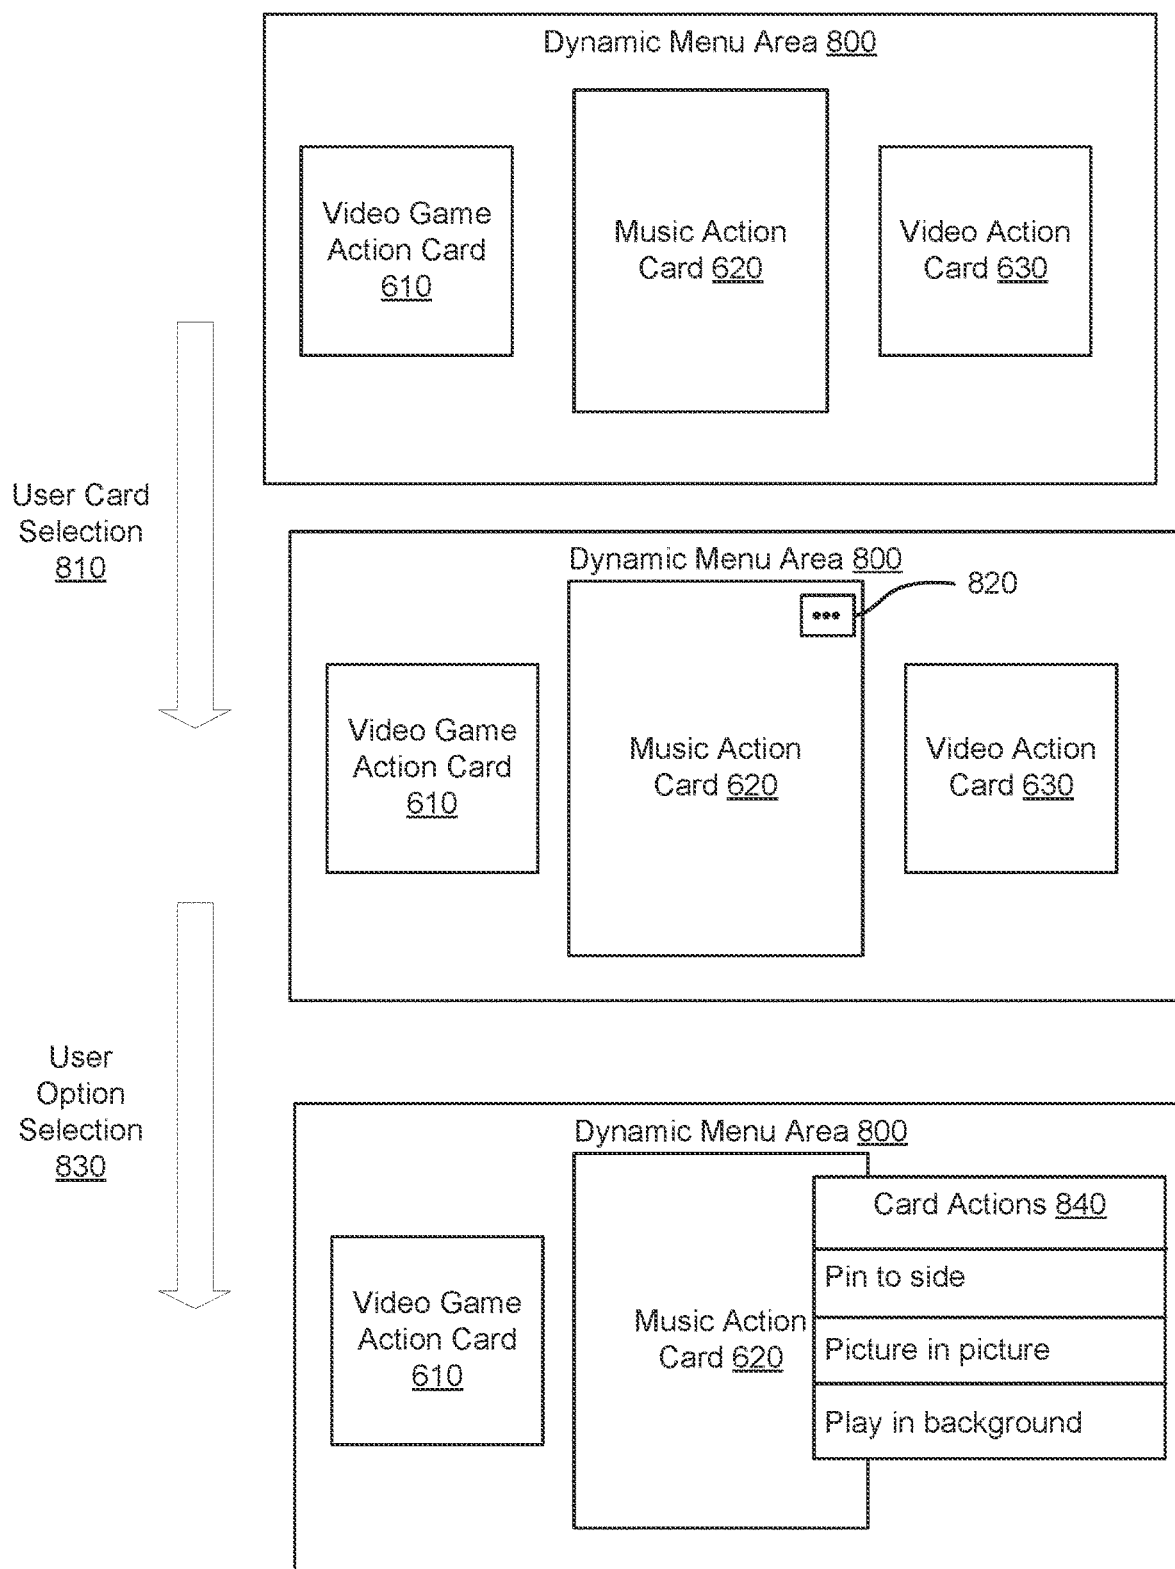 Dynamic Menu Area 800
Video Game
Action Card
610
Music Action
Card 620
Video Action
Card 630
User Card
Selection
810
Dynamic Menu Area 800
•••
820
Video Game
Action Card
610
Music Action
Card 620
Video Action
Card 630
User
Option
Selection
830
Dynamic Menu Area 800
Video Game
Action Card
610
Music Action
Card 620
Card Actions 840
Pin to side
Picture in picture
Play in background